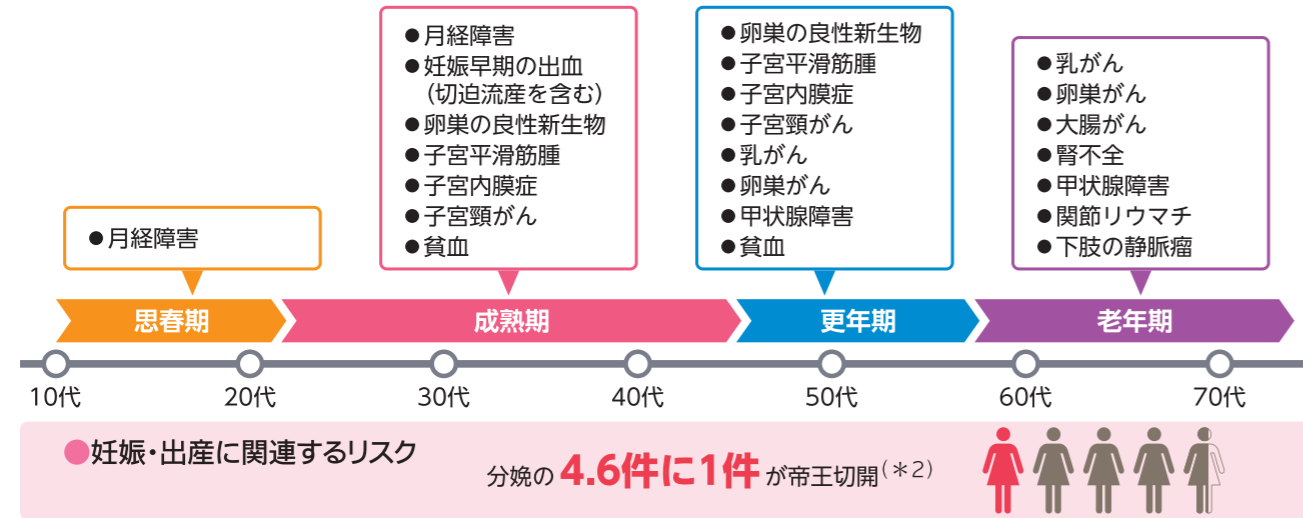 ●月経障害
●月経障害
●妊娠早期の出血
（切迫流産を含む）
●卵巣の良性新生物
●子宮平滑筋腫
●子宮内膜症
●子宮頸がん
●貧血
●卵巣の良性新生物
●子宮平滑筋腫
●子宮内膜症
●子宮頸がん
●乳がん
●卵巣がん
●甲状腺障害
●貧血
●乳がん
●卵巣がん
●大腸がん
●腎不全
●甲状腺障害
●関節リウマチ
●下肢の静脈瘤
思春期
成熟期
更年期
老年期
10代
20代
30代
40代
50代
60代
70代
●妊娠・出産に関連するリスク
分娩の4.6件に1件が帝王切開（＊2）